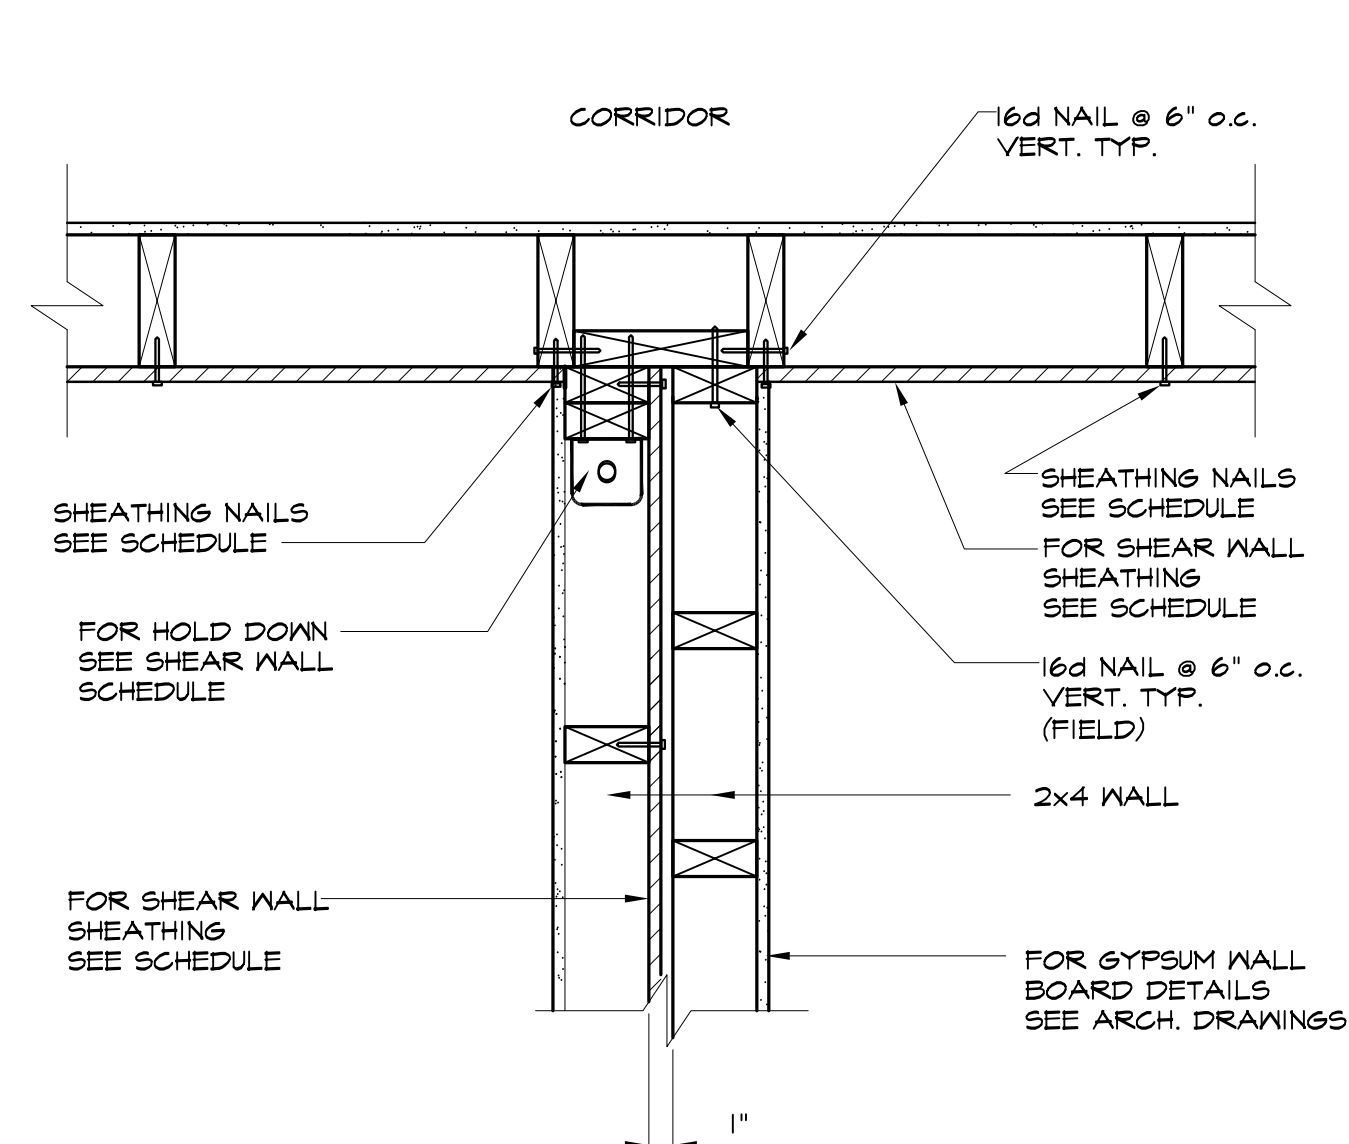 CORRIDOR
16d NAIL @ 6" o.c.
VERT. TYP.
SHEATHING NAILS
SEE SCHEDULE
SHEATHING NAILS
SEE SCHEDULE
FOR SHEAR WALL
SHEATHING
SEE SCHEDULE
FOR HOLD DOWN
SEE SHEAR WALL
SCHEDULE
16d NAIL @ 6" o.c.
VERT. TYP.
(FIELD)
2x4 WALL
FOR SHEAR WALL
SHEATHING
SEE SCHEDULE
FOR GYPSUM WALL
BOARD DETAILS
SEE ARCH. DRAWINGS
1"